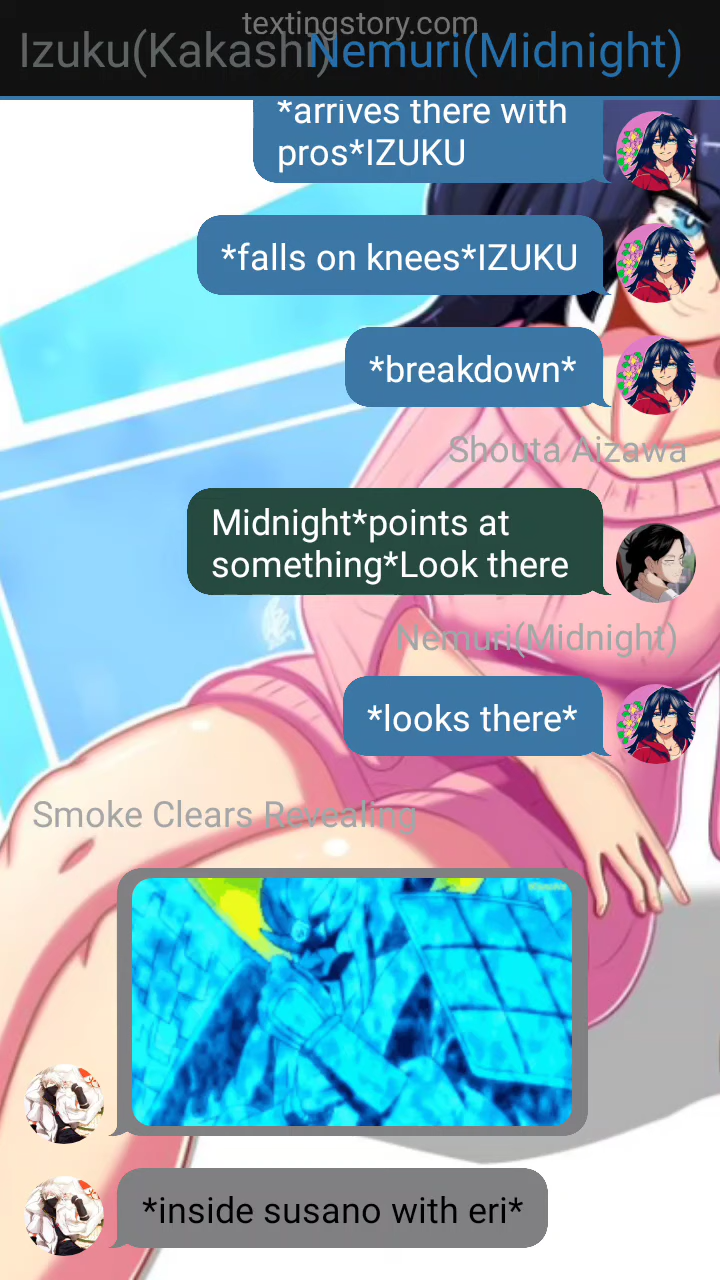 textingstory.com
Izuku(Kakashi)
Nemuri(Midnight)
*arrives there with
pros*IZUKU
*falls on knees*IZUKU
*breakdown*
Shouta Aizawa
Midnight*points at
something*Look there
Nemuri(Midnight)
*looks there*
Smoke Clears Revealing
*inside susano with eri*